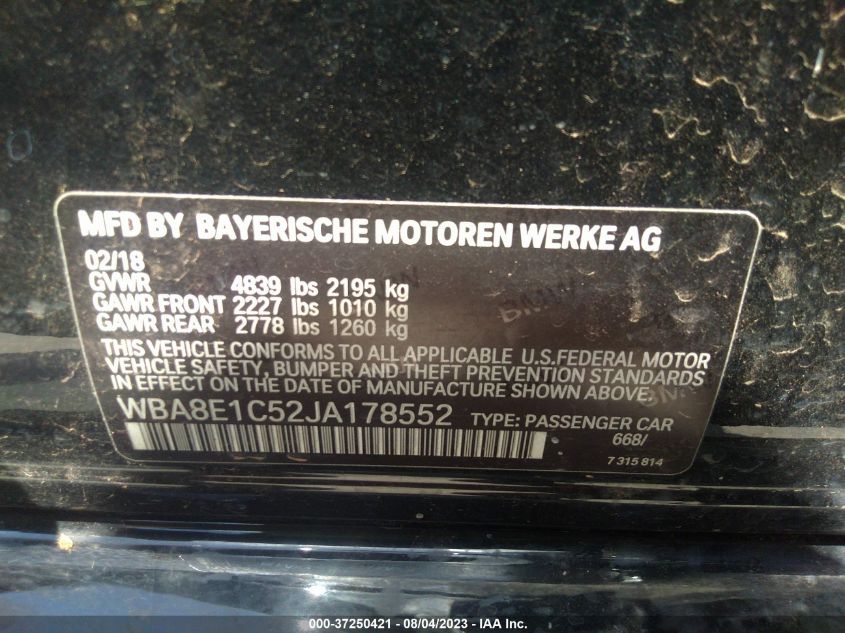 MFD BY BAYERISCHE MOTOREN WERKE AG
02/18
GVWR 4839 lbs 2195 kg
GAWR FRONT 2227 lbs 1010 kg
GAWR REAR 2778 lbs 1260 kg
THIS VEHICLE CONFORMS TO ALL APPLICABLE U.S.FEDERAL MOTOR
VEHICLE SAFETY, BUMPER AND THEFT PREVENTION STANDARDS
IN EFFECT ON THE DATE OF MANUFACTURE SHOWN ABOVE.
WBA8E1C52JA178552 TYPE: PASSENGER CAR
668/
7 315 814
BMW
000-37250421 - 08/04/2023 - IAA Inc.